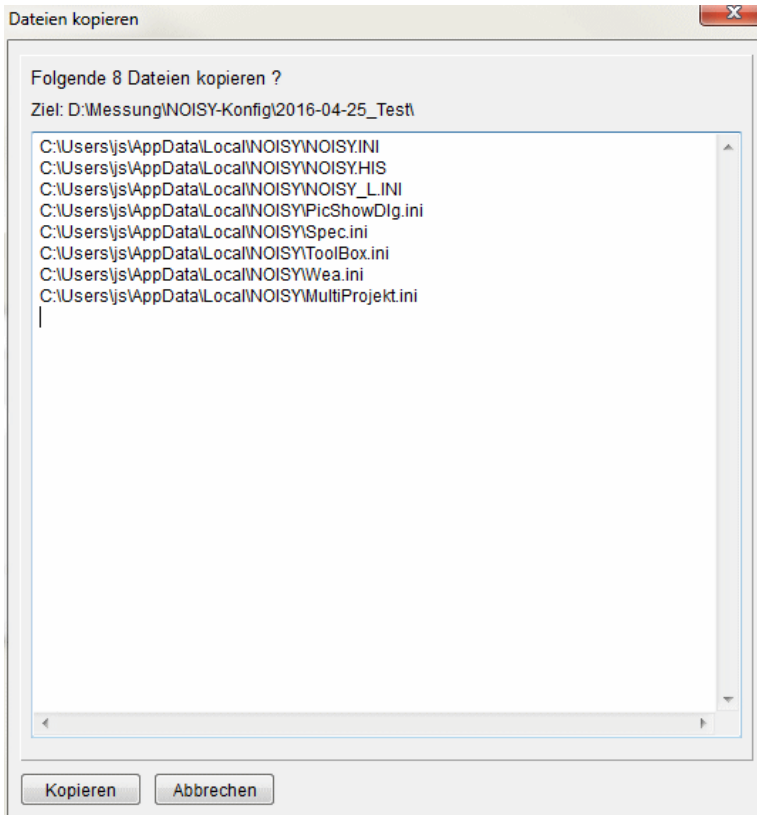 Dateien kopieren
Folgende 8 Dateien kopieren ?
Ziel: D:\Messung\NOISY-Konfig\2016-04-25_Test\
C:\Users\js\AppData\Local\NOISY\NOISY.INI
C:\Users\js\AppData\Local\NOISY\NOISY.HIS
C:\Users\js\AppData\Local\NOISY\NOISY_L.INI
C:\Users\js\AppData\Local\NOISY\PicShowDlg.ini
C:\Users\js\AppData\Local\NOISY\Spec.ini
C:\Users\js\AppData\Local\NOISY\ToolBox.ini
C:\Users\js\AppData\Local\NOISY\Wea.ini
C:\Users\js\AppData\Local\NOISY\MultiProjekt.ini
Kopieren Abbrechen